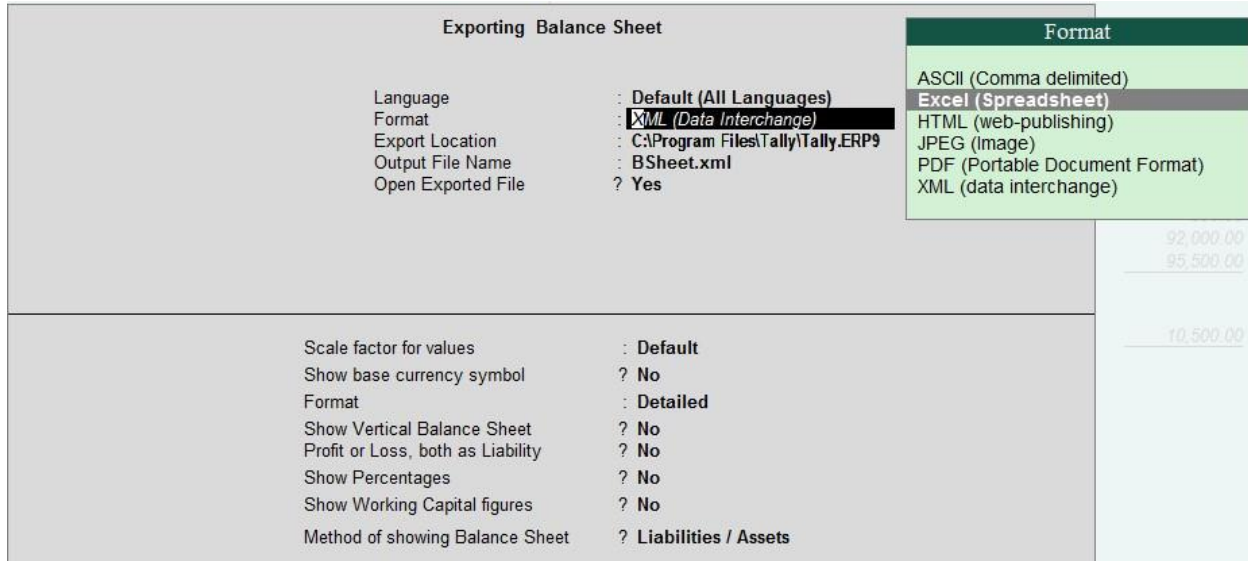 Exporting Balance Sheet
Language : Default (All Languages)
Format : XML (Data Interchange)
Export Location : C:\Program Files\Tally\Tally.ERP9
Output File Name : BSheet.xml
Open Exported File ? Yes
Format
ASCII (Comma delimited)
Excel (Spreadsheet)
HTML (web-publishing)
JPEG (Image)
PDF (Portable Document Format)
XML (data interchange)
92,000.00
95,500.00
10,500.00
Scale factor for values : Default
Show base currency symbol ? No
Format : Detailed
Show Vertical Balance Sheet ? No
Profit or Loss, both as Liability ? No
Show Percentages ? No
Show Working Capital figures ? No
Method of showing Balance Sheet ? Liabilities / Assets